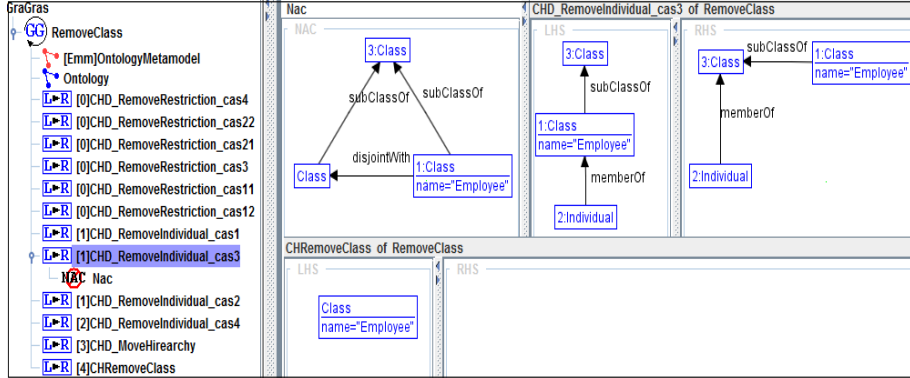 GraGras
GG RemoveClass
[Emm]OntologyMetamodel
Ontology
L►R [0]CHD_RemoveRestriction_cas4
L►R [0]CHD_RemoveRestriction_cas22
L►R [0]CHD_RemoveRestriction_cas21
L►R [0]CHD_RemoveRestriction_cas3
L►R [0]CHD_RemoveRestriction_cas11
L►R [0]CHD_RemoveRestriction_cas12
L►R [1]CHD_RemoveIndividual_cas1
L►R [1]CHD_RemoveIndividual_cas3
NAC Nac
L►R [1]CHD_RemoveIndividual_cas2
L►R [2]CHD_RemoveIndividual_cas4
L►R [3]CHD_MoveHirearchy
L►R [4]CHRemoveClass
Nac
NAC
3:Class
subClassOf
subClassOf
disjointWith
Class
1:Class
name="Employee"
CHD_RemoveIndividual_cas3 of RemoveClass
LHS
3:Class
subClassOf
1:Class
name="Employee"
memberOf
2:Individual
RHS
subClassOf
3:Class
1:Class
name="Employee"
memberOf
2:Individual
CHRemoveClass of RemoveClass
LHS
Class
name="Employee"
RHS